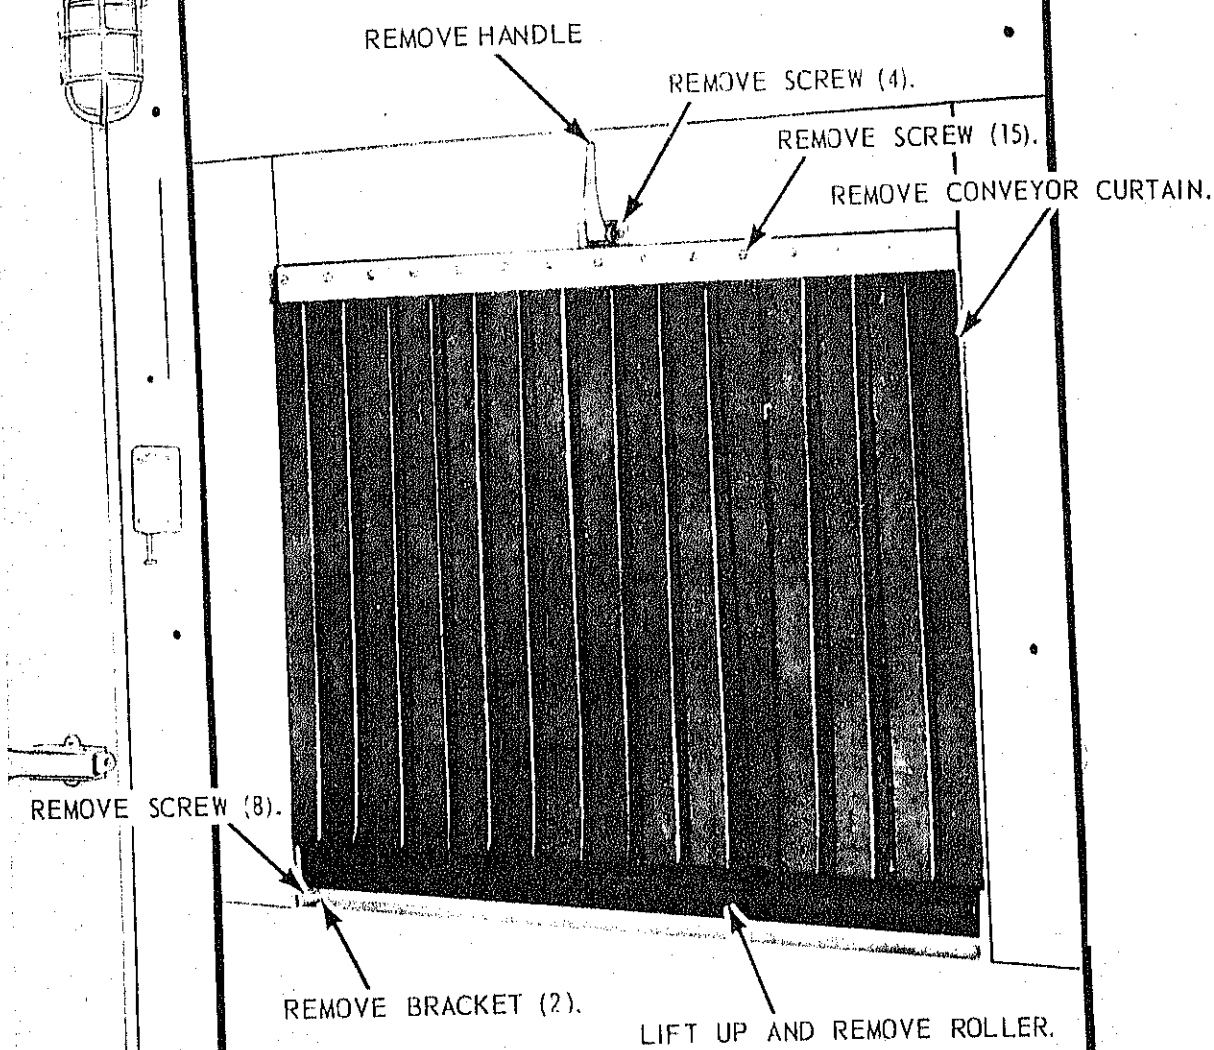 REMOVE HANDLE
REMOVE SCREW (4).
REMOVE SCREW (15).
REMOVE CONVEYOR CURTAIN.
REMOVE SCREW (8).
REMOVE BRACKET (2).
LIFT UP AND REMOVE ROLLER.